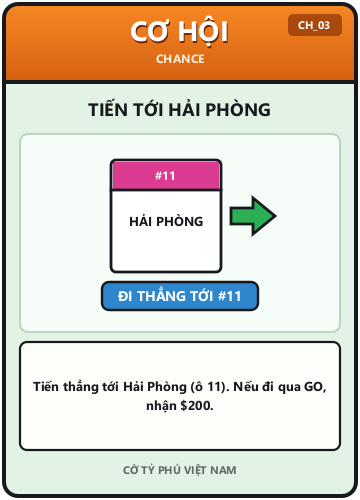 CƠ HỘI
CHANCE
CH_03
TIẾN TỚI HẢI PHÒNG
#11
HẢI PHÒNG
ĐI THẲNG TỚI #11
Tiến thẳng tới Hải Phòng (ô 11). Nếu đi qua GO,
nhận $200.
CỜ TỶ PHÚ VIỆT NAM